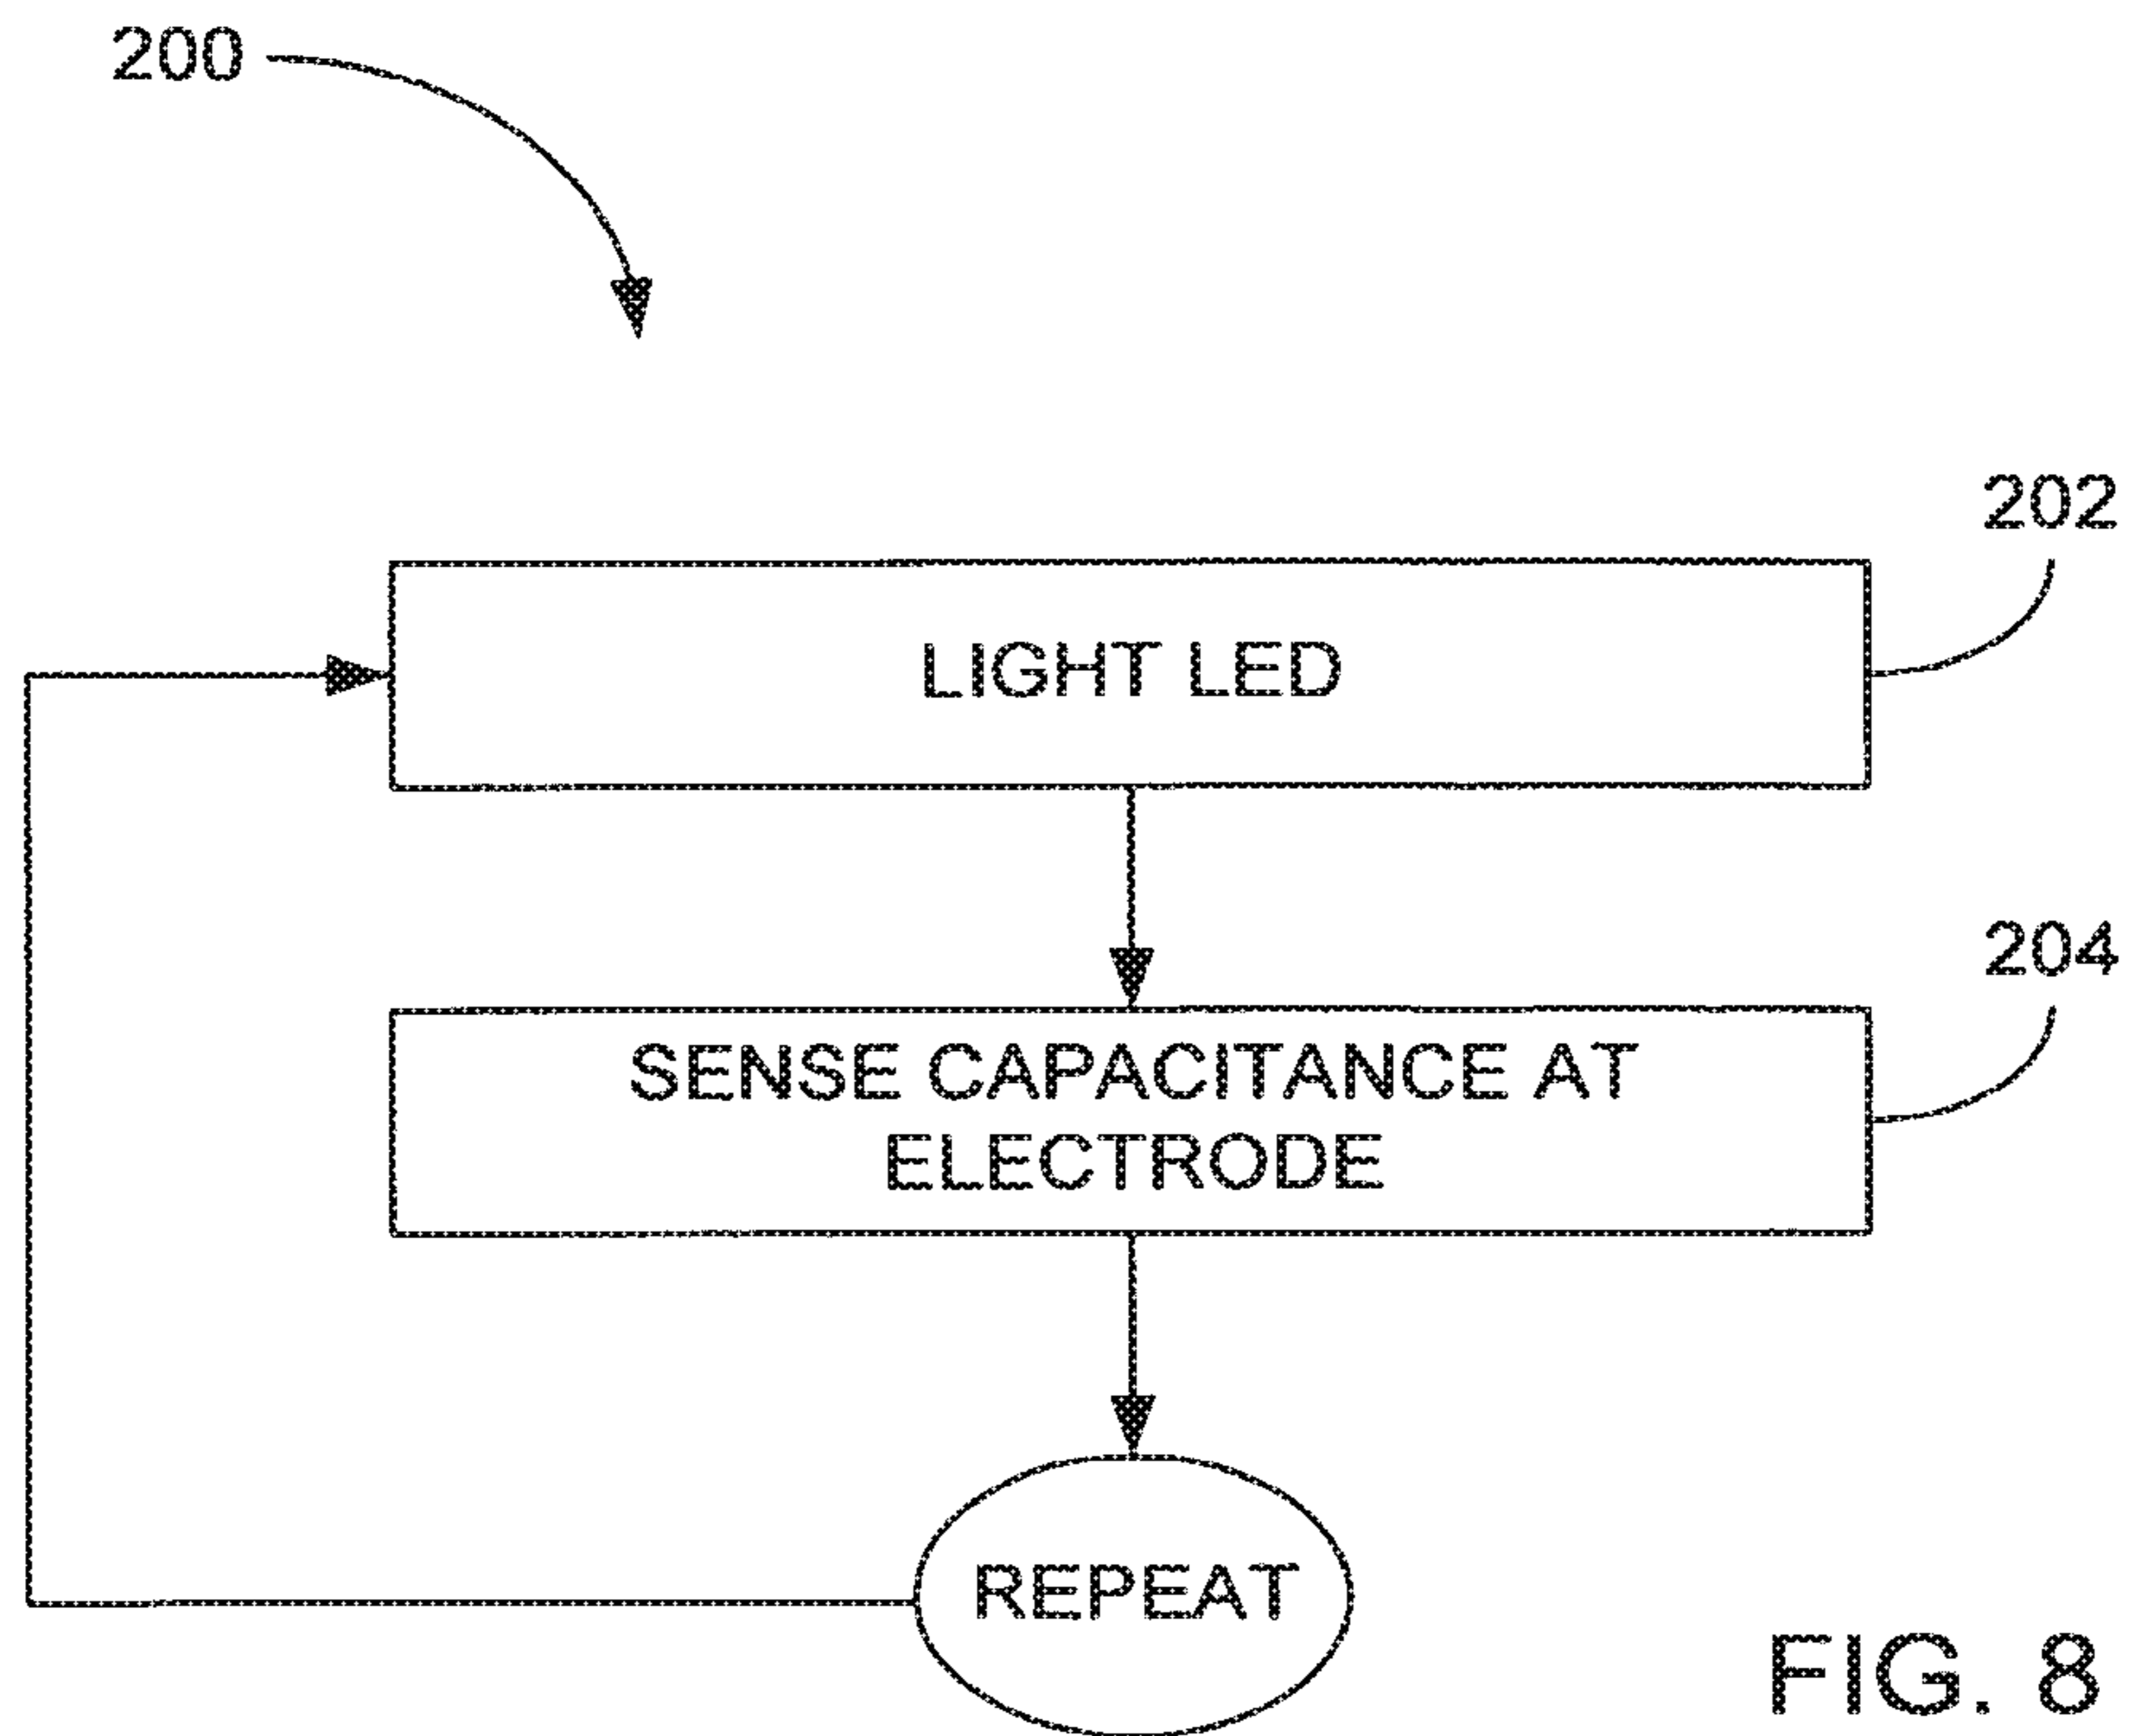 200
202
LIGHT LED
204
SENSE CAPACITANCE AT
ELECTRODE
REPEAT
FIG. 8